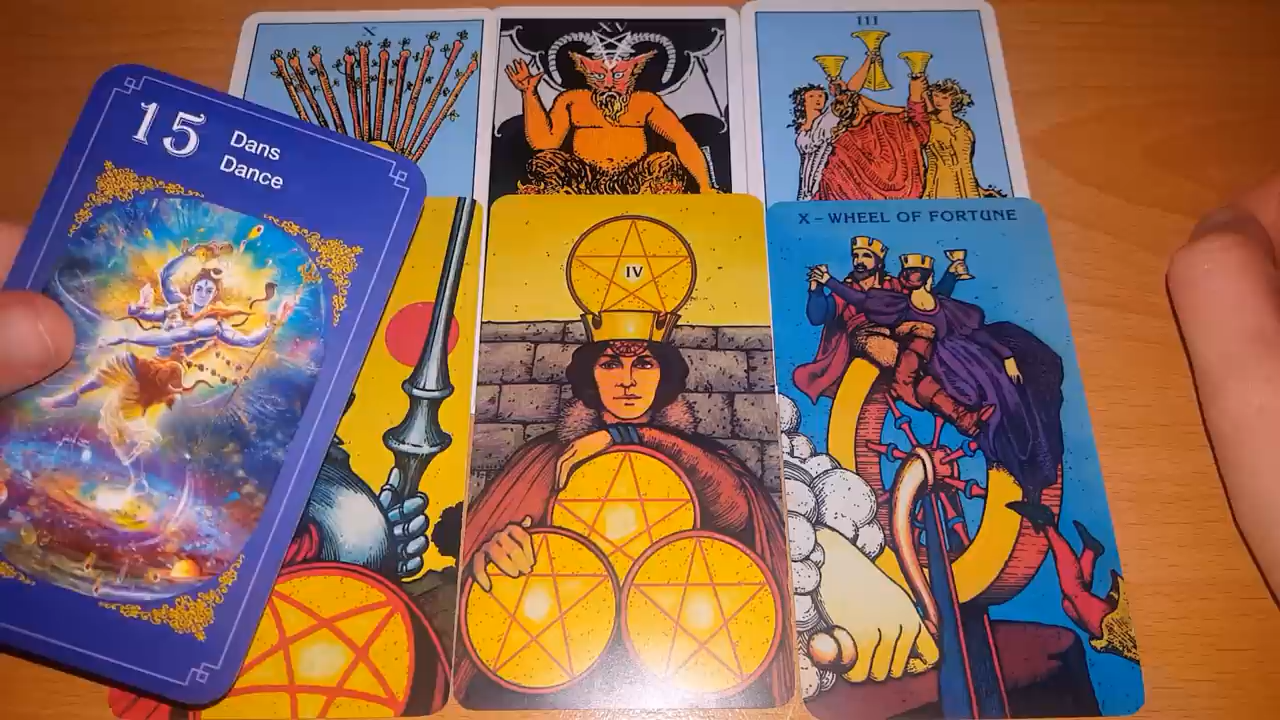 X
XV
III
15
Dans
Dance
IV
X – WHEEL OF FORTUNE